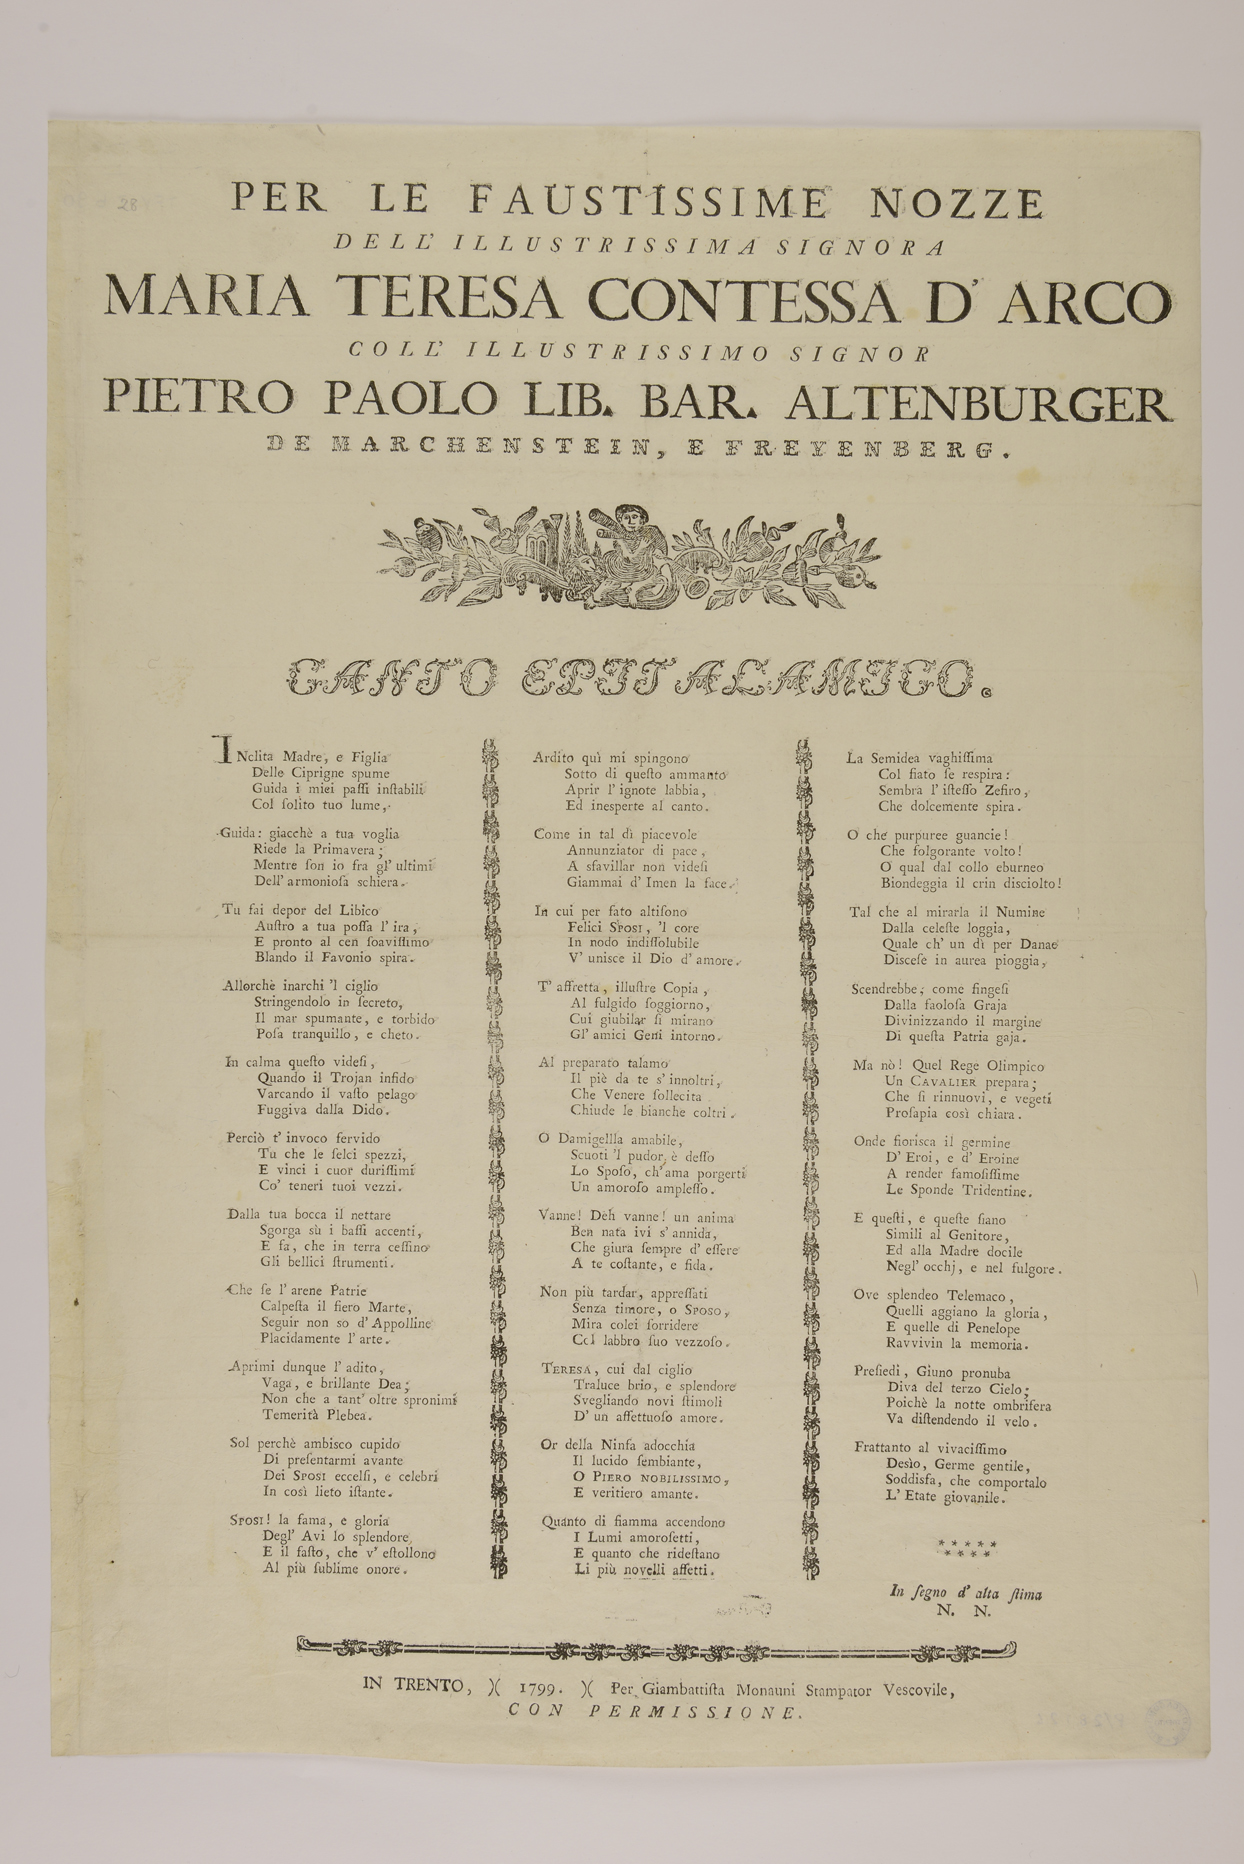 28
PER LE FAUSTISSIME NOZZE
DELL' ILLUSTRISSIMA SIGNORA
MARIA TERESA CONTESSA D' ARCO
COLL' ILLUSTRISSIMO SIGNOR
PIETRO PAOLO LIB. BAR. ALTENBURGER
DE MARCHENSTEIN, E FREYENBERG.
CANTO EPITALAMICO.
INclita Madre, e Figlia
Delle Ciprigne spume
Guida i miei paſſi inſtabili
Col ſolito tuo lume,
Guida: giacchè a tua voglia
Riede la Primavera;
Mentre ſon io fra gl' ultimi
Dell' armonioſa schiera.
Tu fai depor del Libico
Auſtro a tua poſſa l' ira,
E pronto al cen ſoaviſſimo
Blando il Favonio spira.
Allorchè inarchi 'l ciglio
Stringendolo in ſecreto,
Il mar spumante, e torbido
Poſa tranquillo, e cheto.
In calma queſto videſi,
Quando il Trojan infido
Varcando il vaſto pelago
Fuggiva dalla Dido.
Perciò t' invoco fervido
Tu che le ſelci spezzi,
E vinci i cuor duriſſimi
Co' teneri tuoi vezzi.
Dalla tua bocca il nettare
Sgorga sù i baſſi accenti,
E fa, che in terra ceſſino
Gli bellici ſtrumenti.
Che ſe l' arene Patrie
Calpeſta il fiero Marte,
Seguir non so d' Appolline
Placidamente l' arte.
Aprimi dunque l' adito,
Vaga, e brillante Dea;
Non che a tant' oltre spronimi
Temerità Plebea.
Sol perchè ambisco cupido
Di preſentarmi avante
Dei SPOSI eccelſi, e celebri
In così lieto iſtante.
SPOSI! la fama, e gloria
Degl' Avi lo splendore,
E il faſto, che v' eſtollono
Al più ſublime onore.
Ardito quì mi spingono
Sotto di queſto ammanto
Aprir l' ignote labbia,
Ed inesperte al canto.
Come in tal dì piacevole
Annunziator di pace,
A sfavillar non videſi
Giammai d' Imen la face.
In cui per fato altiſono
Felici SPOSI, 'l core
In nodo indiſſolubile
V' unisce il Dio d' amore.
T' affretta, illuſtre Copia,
Al fulgido ſoggiorno,
Cui giubilar ſi mirano
Gl' amici Geni intorno.
Al preparato talamo
Il piè da te s' innoltri,
Che Venere ſollecita
Chiude le bianche coltri.
O Damigellla amabile,
Scuoti 'l pudor, è deſſo
Lo Spoſo, ch' ama porgerti
Un amoroſo ampleſſo.
Vanne! Deh vanne! un anima
Ben nata ivi s' annida,
Che giura ſempre d' eſſere
A te coſtante, e fida.
Non più tardar, appreſſati
Senza timore, o SPOSO,
Mira colei ſorridere
Col labbro ſuo vezzoſo.
TERESA, cui dal ciglio
Traluce brio, e splendore
Svegliando novi ſtimoli
D' un affettuoſo amore.
Or della Ninfa adocchia
Il lucido ſembiante,
O PIERO NOBILISSIMO,
E veritiero amante.
Quanto di fiamma accendono
I Lumi amoroſetti,
E quanto che rideſtano
Li più novelli affetti.
La Semidea vaghiſſima
Col fiato ſe respira:
Sembra l' iſteſſo Zefiro,
Che dolcemente spira.
O che purpuree guancie!
Che folgorante volto!
O qual dal collo eburneo
Biondeggia il crin disciolto!
Tal che al mirarla il Numine
Dalla celeſte loggia,
Quale ch' un dì per Danae
Disceſe in aurea pioggia,
Scendrebbe; come fingeſi
Dalla faoloſa Graja
Divinizzando il margine
Di queſta Patria gaja.
Ma nò! Quel Rege Olimpico
Un CAVALIER prepara;
Che ſi rinnuovi, e vegeti
Proſapia così chiara.
Onde fiorisca il germine
D' Eroi, e d' Eroine
A render famoſiſſime
Le Sponde Tridentine.
E queſti, e queſte ſiano
Simili al Genitore,
Ed alla Madre docile
Negl' occhj, e nel fulgore.
Ove splendeo Telemaco,
Quelli aggiano la gloria,
E quelle di Penelope
Ravvivin la memoria.
Preſiedi, Giuno pronuba
Diva del terzo Cielo;
Poichè la notte ombrifera
Va diſtendendo il velo.
Frattanto al vivaciſſimo
Desìo, Germe gentile,
Soddisfa, che comportalo
L' Etate giovanile.
* * * * *
* * * *
In ſegno d' alta ſtima
N. N.
IN TRENTO, )( 1799. )( Per Giambattiſta Monauni Stampator Vescovile,
CON PERMISSIONE.